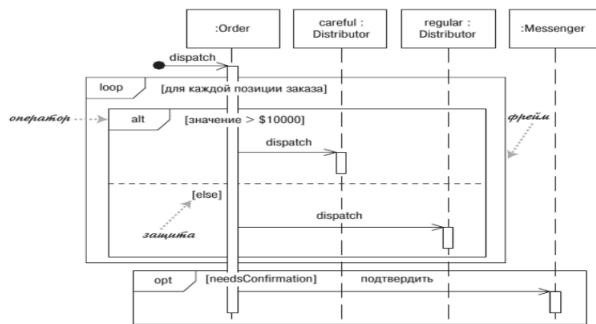 :Order
careful :
Distributor
regular :
Distributor
:Messenger
dispatch
loop
[для каждой позиции заказа]
оператор
alt
[значение > $10000]
фрейм
dispatch
[else]
защита
dispatch
opt
[needsConfirmation]
подтвердить